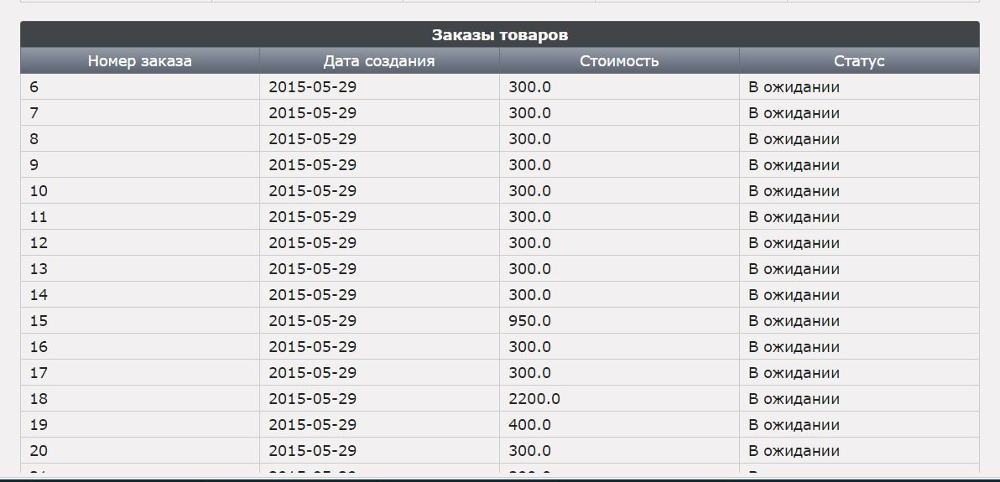 Заказы товаров
Номер заказа Дата создания Стоимость Статус
6 2015-05-29 300.0 В ожидании
7 2015-05-29 300.0 В ожидании
8 2015-05-29 300.0 В ожидании
9 2015-05-29 300.0 В ожидании
10 2015-05-29 300.0 В ожидании
11 2015-05-29 300.0 В ожидании
12 2015-05-29 300.0 В ожидании
13 2015-05-29 300.0 В ожидании
14 2015-05-29 300.0 В ожидании
15 2015-05-29 950.0 В ожидании
16 2015-05-29 300.0 В ожидании
17 2015-05-29 300.0 В ожидании
18 2015-05-29 2200.0 В ожидании
19 2015-05-29 400.0 В ожидании
20 2015-05-29 300.0 В ожидании